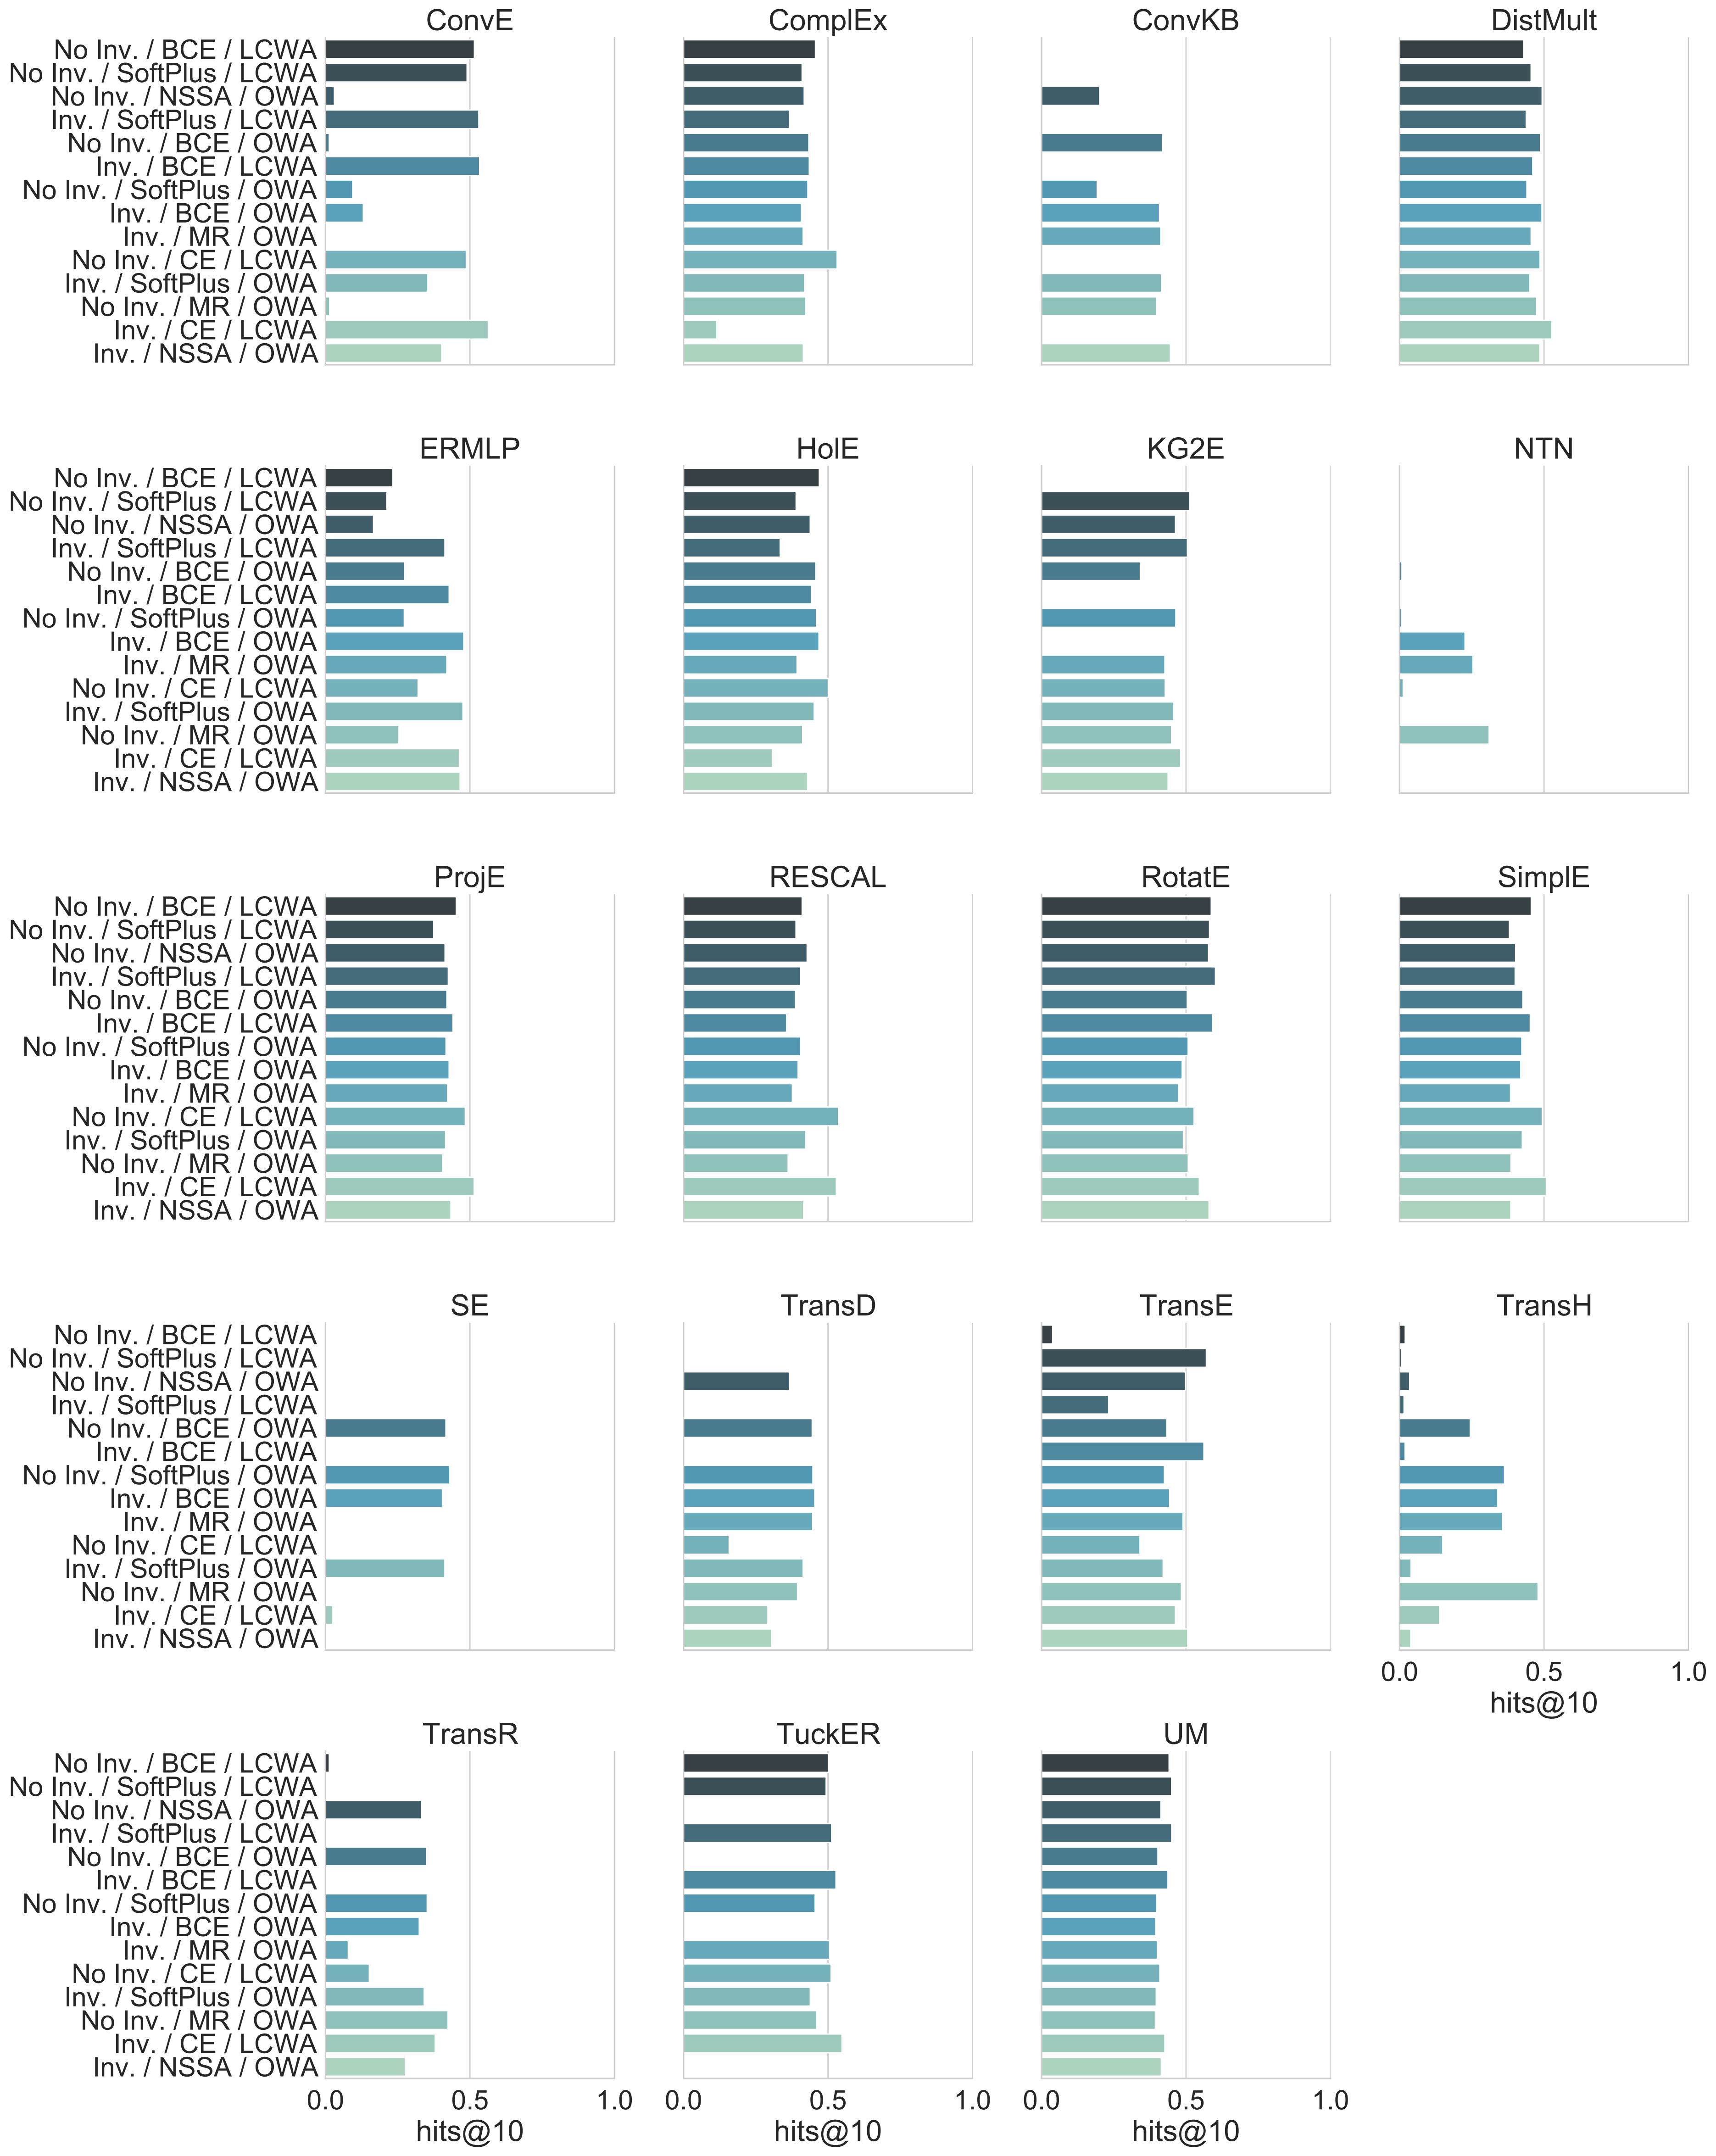 ConvE ComplEx ConvKB DistMult
No Inv. / BCE / LCWA
No Inv. / SoftPlus / LCWA
No Inv. / NSSA / OWA
Inv. / SoftPlus / LCWA
No Inv. / BCE / OWA
Inv. / BCE / LCWA
No Inv. / SoftPlus / OWA
Inv. / BCE / OWA
Inv. / MR / OWA
No Inv. / CE / LCWA
Inv. / SoftPlus / OWA
No Inv. / MR / OWA
Inv. / CE / LCWA
Inv. / NSSA / OWA
ERMLP HolE KG2E NTN
No Inv. / BCE / LCWA
No Inv. / SoftPlus / LCWA
No Inv. / NSSA / OWA
Inv. / SoftPlus / LCWA
No Inv. / BCE / OWA
Inv. / BCE / LCWA
No Inv. / SoftPlus / OWA
Inv. / BCE / OWA
Inv. / MR / OWA
No Inv. / CE / LCWA
Inv. / SoftPlus / OWA
No Inv. / MR / OWA
Inv. / CE / LCWA
Inv. / NSSA / OWA
ProjE RESCAL RotatE SimplE
No Inv. / BCE / LCWA
No Inv. / SoftPlus / LCWA
No Inv. / NSSA / OWA
Inv. / SoftPlus / LCWA
No Inv. / BCE / OWA
Inv. / BCE / LCWA
No Inv. / SoftPlus / OWA
Inv. / BCE / OWA
Inv. / MR / OWA
No Inv. / CE / LCWA
Inv. / SoftPlus / OWA
No Inv. / MR / OWA
Inv. / CE / LCWA
Inv. / NSSA / OWA
SE TransD TransE TransH
No Inv. / BCE / LCWA
No Inv. / SoftPlus / LCWA
No Inv. / NSSA / OWA
Inv. / SoftPlus / LCWA
No Inv. / BCE / OWA
Inv. / BCE / LCWA
No Inv. / SoftPlus / OWA
Inv. / BCE / OWA
Inv. / MR / OWA
No Inv. / CE / LCWA
Inv. / SoftPlus / OWA
No Inv. / MR / OWA
Inv. / CE / LCWA
Inv. / NSSA / OWA
0.0 0.5 1.0
hits@10
TransR TuckER UM
No Inv. / BCE / LCWA
No Inv. / SoftPlus / LCWA
No Inv. / NSSA / OWA
Inv. / SoftPlus / LCWA
No Inv. / BCE / OWA
Inv. / BCE / LCWA
No Inv. / SoftPlus / OWA
Inv. / BCE / OWA
Inv. / MR / OWA
No Inv. / CE / LCWA
Inv. / SoftPlus / OWA
No Inv. / MR / OWA
Inv. / CE / LCWA
Inv. / NSSA / OWA
0.0 0.5 1.0 0.0 0.5 1.0 0.0 0.5 1.0
hits@10 hits@10 hits@10